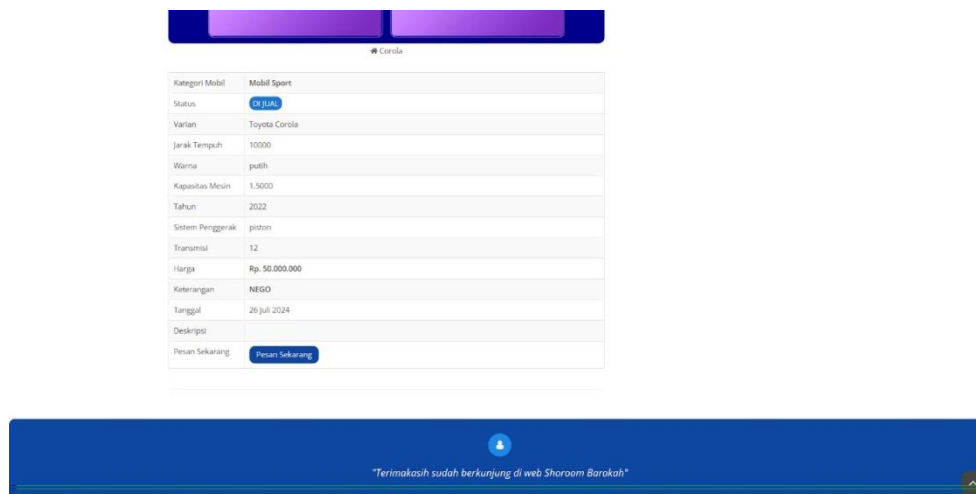 Corola
Kategori Mobil Mobil Sport
Status DI JUAL
Varian Toyota Corola
Jarak Tempuh 10000
Warna putih
Kapasitas Mesin 1.5000
Tahun 2022
Sistem Penggerak piston
Transmisi 12
Harga Rp. 50.000.000
Keterangan NEGO
Tanggal 26 Juli 2024
Deskripsi
Pesan Sekarang Pesan Sekarang
"Terimakasih sudah berkunjung di web Shoroom Barokah"